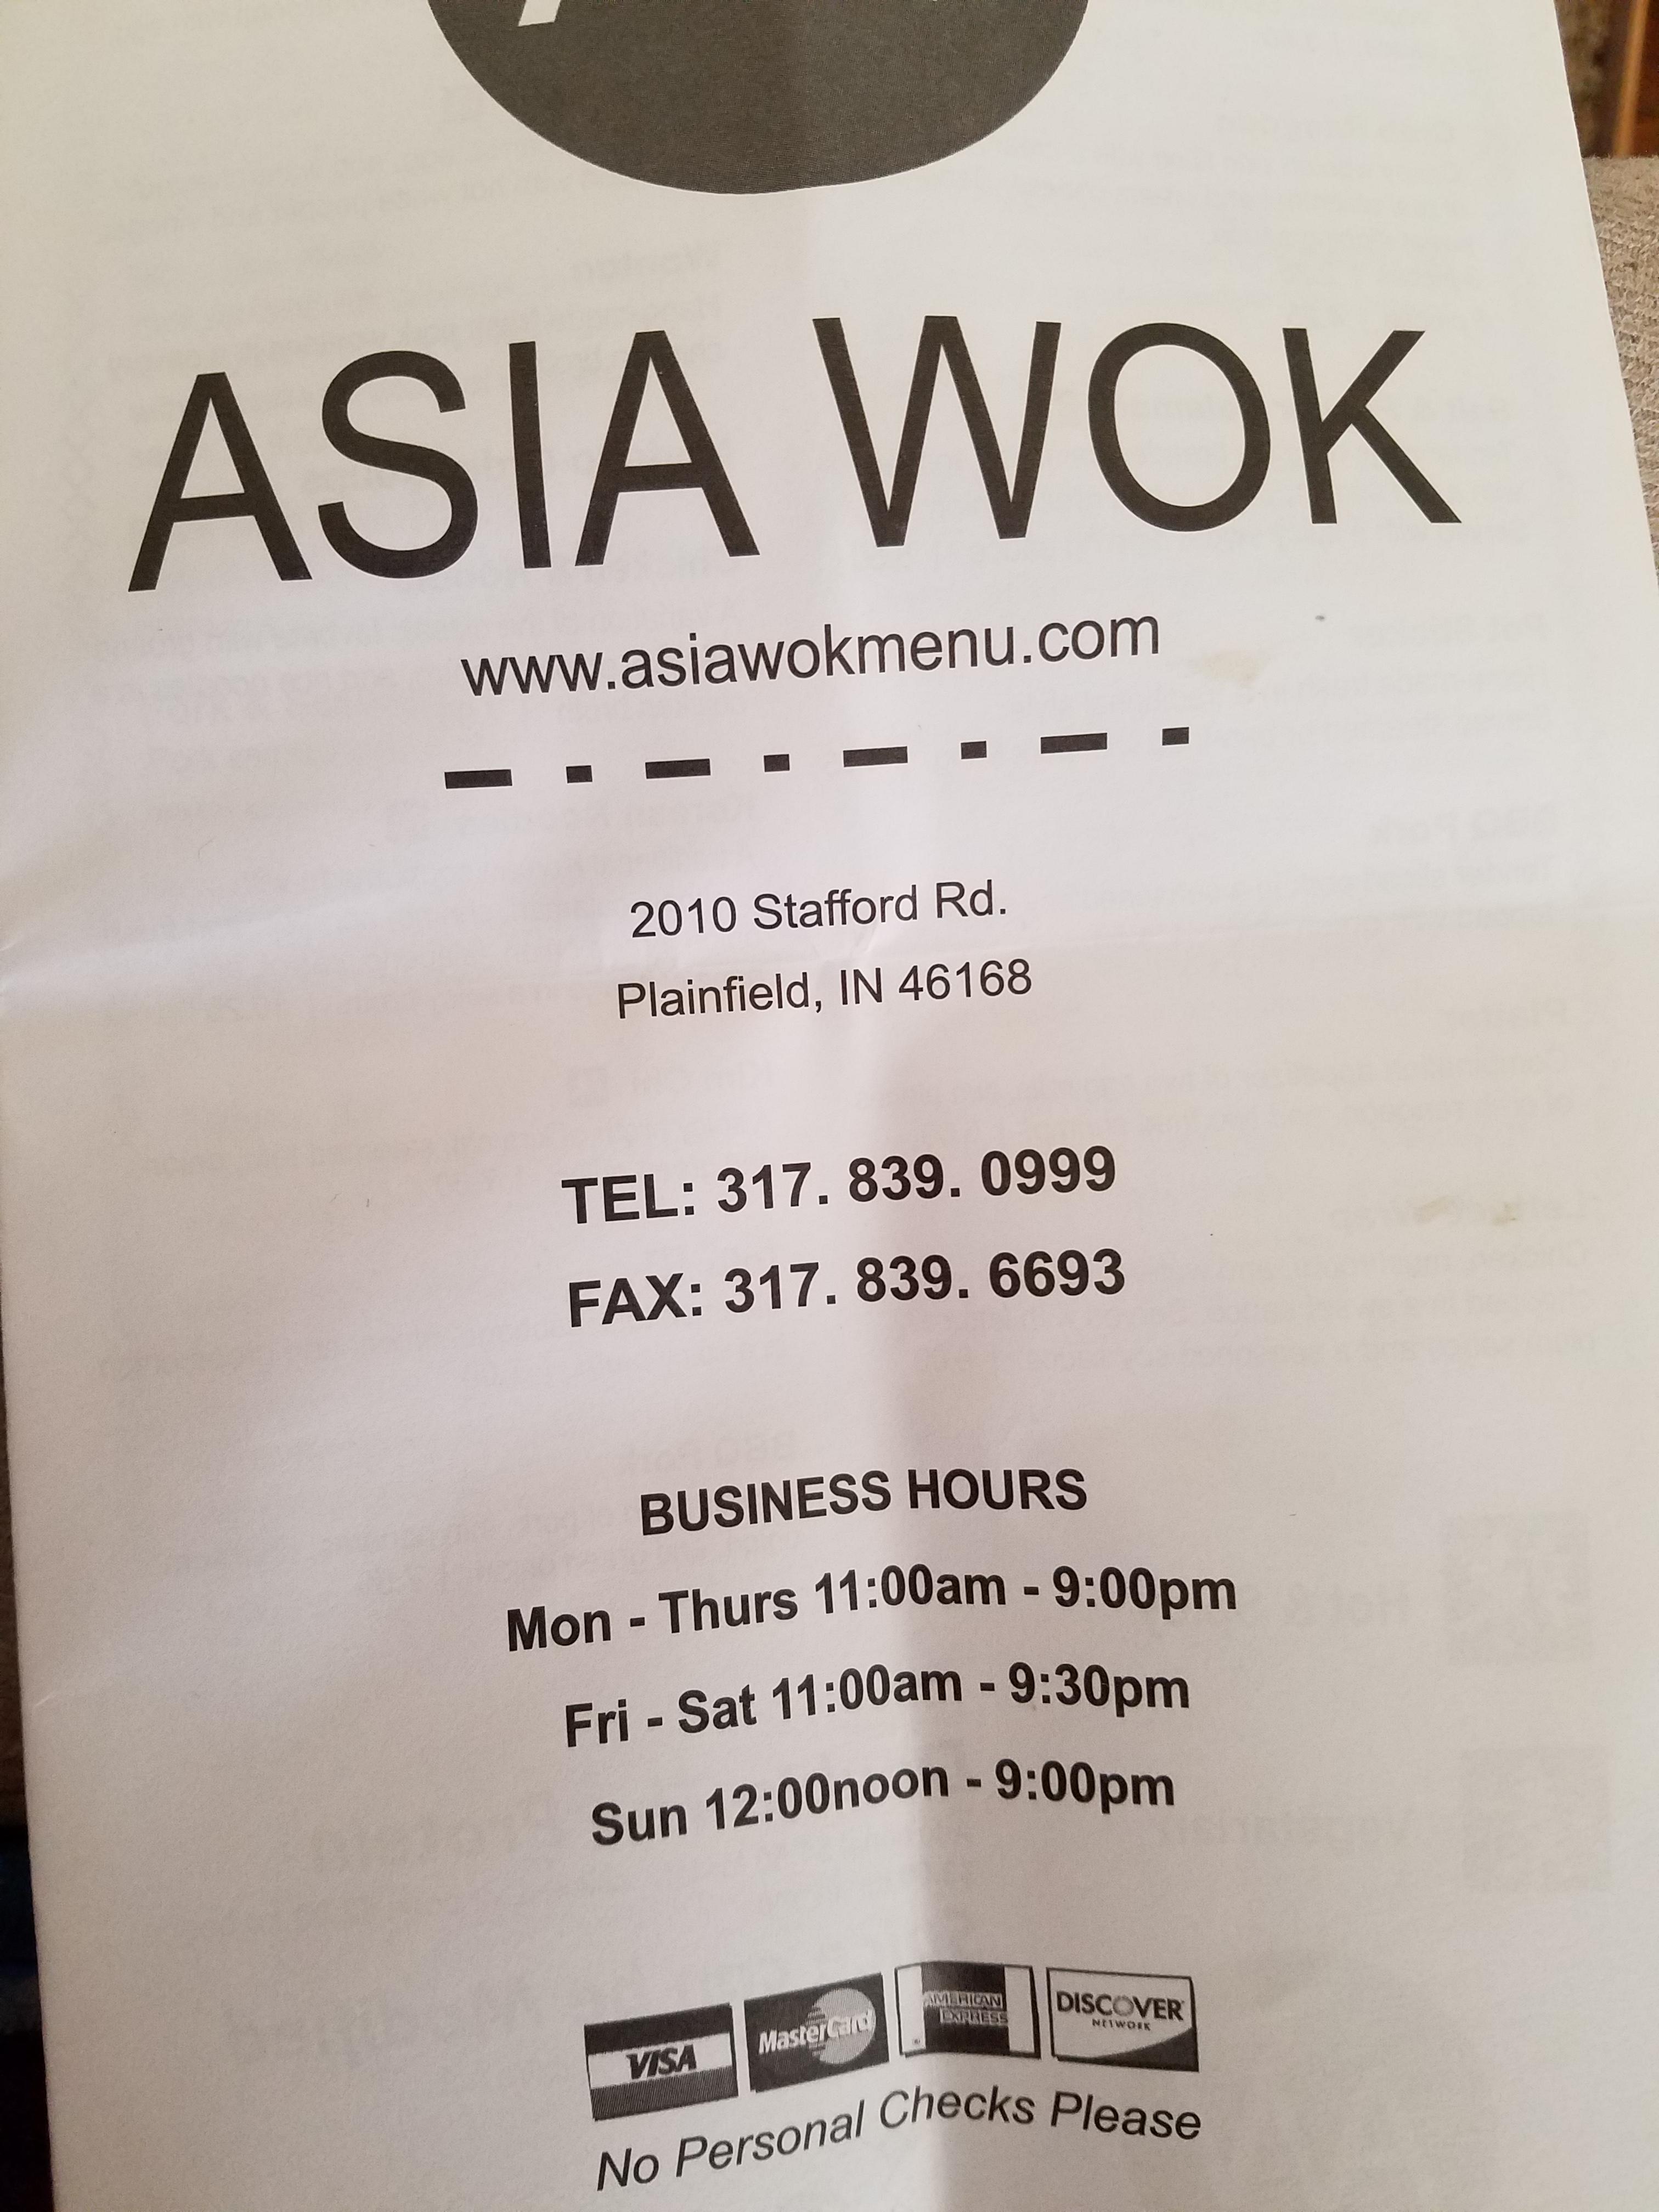 ASIA WOK
www.asiawokmenu.com
2010 Stafford Rd.
Plainfield, IN 46168
TEL: 317. 839. 0999
FAX: 317. 839. 6693
BUSINESS HOURS
Mon - Thurs 11:00am - 9:00pm
Fri - Sat 11:00am - 9:30pm
Sun 12:00noon - 9:00pm
VISA MasterCard AMERICAN EXPRESS DISCOVER NETWORK
No Personal Checks Please